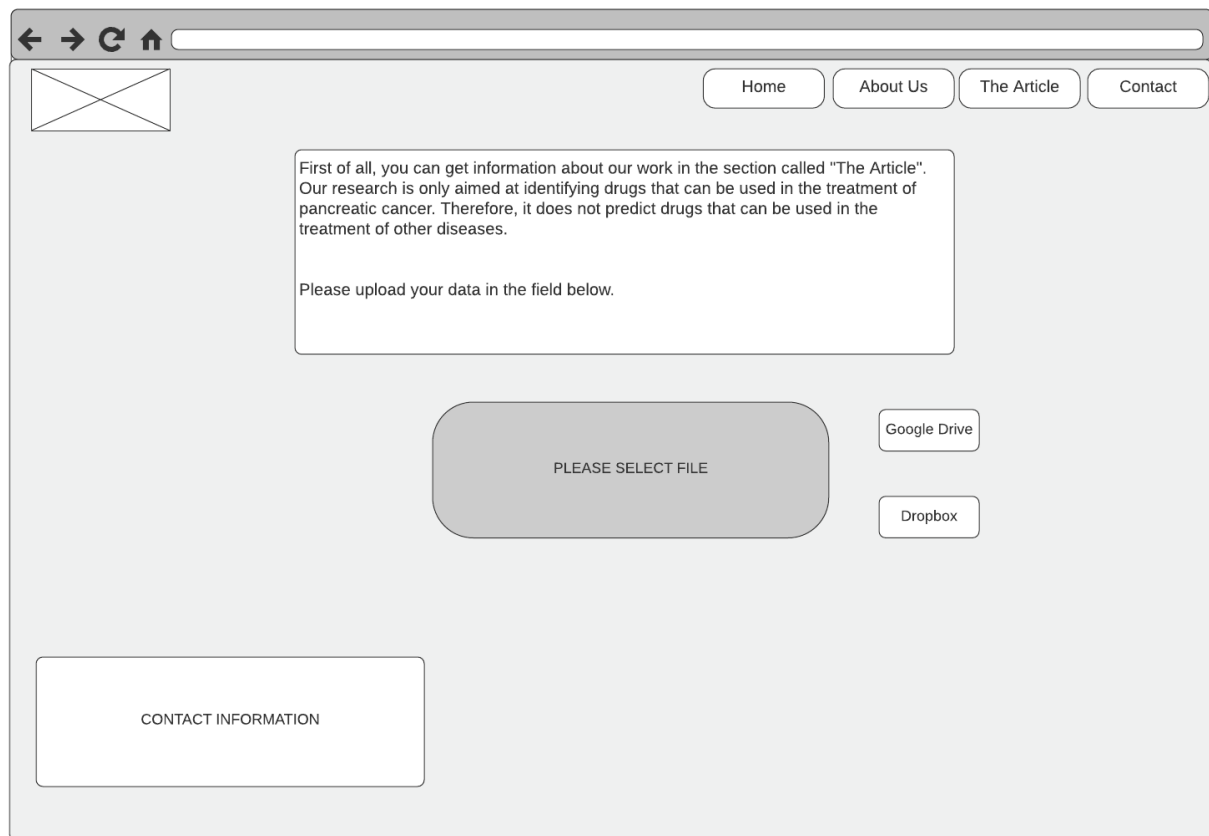 Home
About Us
The Article
Contact
First of all, you can get information about our work in the section called "The Article".
Our research is only aimed at identifying drugs that can be used in the treatment of
pancreatic cancer. Therefore, it does not predict drugs that can be used in the
treatment of other diseases.
Please upload your data in the field below.
PLEASE SELECT FILE
Google Drive
Dropbox
CONTACT INFORMATION